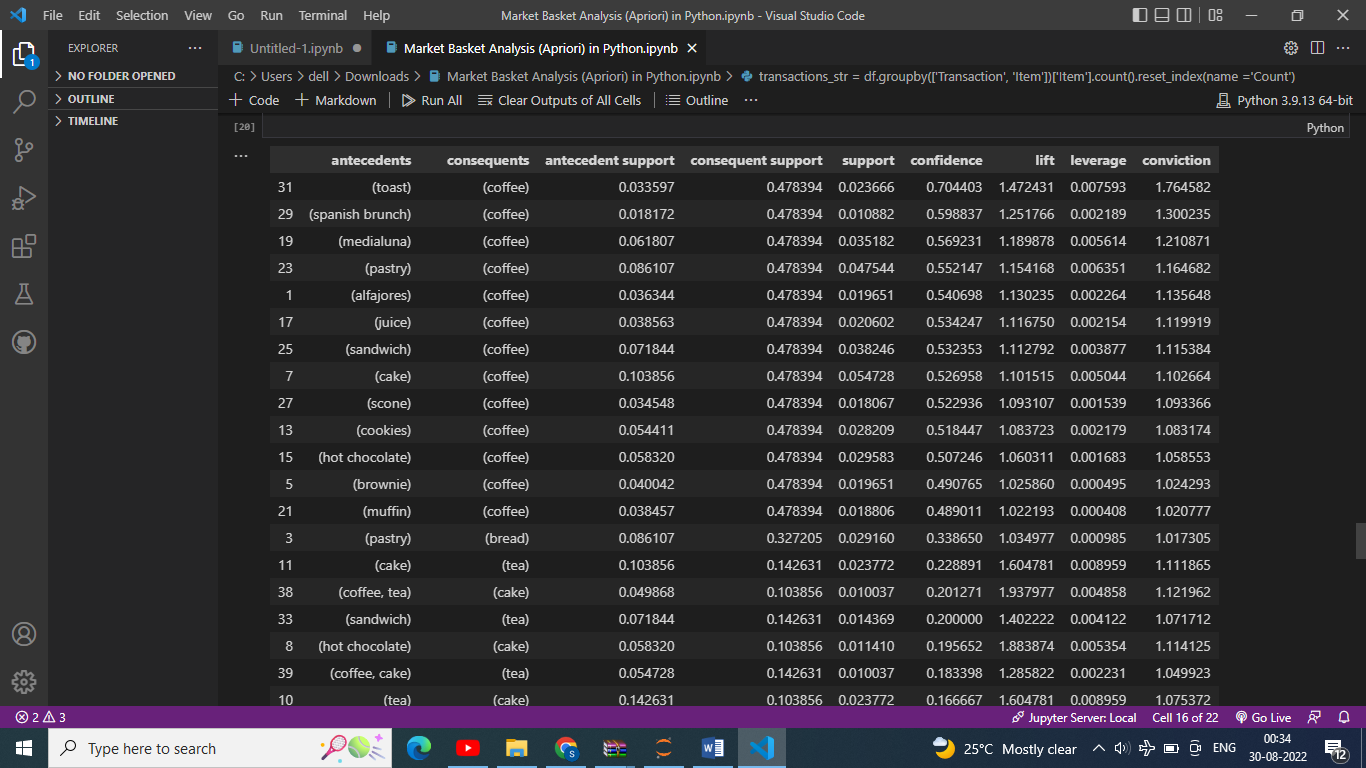 File Edit Selection View Go Run Terminal Help Market Basket Analysis (Apriori) in Python.ipynb - Visual Studio Code
EXPLORER ··· Untitled-1.ipynb Market Basket Analysis (Apriori) in Python.ipynb
1
NO FOLDER OPENED C: > Users > dell > Downloads > Market Basket Analysis (Apriori) in Python.ipynb > transactions_str = df.groupby(['Transaction', 'Item'])['Item'].count().reset_index(name ='Count')
OUTLINE + Code + Markdown Run All Clear Outputs of All Cells Outline ··· Python 3.9.13 64-bit
TIMELINE
[20] Python
antecedents consequents antecedent support consequent support support confidence lift leverage conviction
31 (toast) (coffee) 0.033597 0.478394 0.023666 0.704403 1.472431 0.007593 1.764582
29 (spanish brunch) (coffee) 0.018172 0.478394 0.010882 0.598837 1.251766 0.002189 1.300235
19 (medialuna) (coffee) 0.061807 0.478394 0.035182 0.569231 1.189878 0.005614 1.210871
23 (pastry) (coffee) 0.086107 0.478394 0.047544 0.552147 1.154168 0.006351 1.164682
1 (alfajores) (coffee) 0.036344 0.478394 0.019651 0.540698 1.130235 0.002264 1.135648
17 (juice) (coffee) 0.038563 0.478394 0.020602 0.534247 1.116750 0.002154 1.119919
25 (sandwich) (coffee) 0.071844 0.478394 0.038246 0.532353 1.112792 0.003877 1.115384
7 (cake) (coffee) 0.103856 0.478394 0.054728 0.526958 1.101515 0.005044 1.102664
27 (scone) (coffee) 0.034548 0.478394 0.018067 0.522936 1.093107 0.001539 1.093366
13 (cookies) (coffee) 0.054411 0.478394 0.028209 0.518447 1.083723 0.002179 1.083174
15 (hot chocolate) (coffee) 0.058320 0.478394 0.029583 0.507246 1.060311 0.001683 1.058553
5 (brownie) (coffee) 0.040042 0.478394 0.019651 0.490765 1.025860 0.000495 1.024293
21 (muffin) (coffee) 0.038457 0.478394 0.018806 0.489011 1.022193 0.000408 1.020777
3 (pastry) (bread) 0.086107 0.327205 0.029160 0.338650 1.034977 0.000985 1.017305
11 (cake) (tea) 0.103856 0.142631 0.023772 0.228891 1.604781 0.008959 1.111865
38 (coffee, tea) (cake) 0.049868 0.103856 0.010037 0.201271 1.937977 0.004858 1.121962
33 (sandwich) (tea) 0.071844 0.142631 0.014369 0.200000 1.402222 0.004122 1.071712
8 (hot chocolate) (cake) 0.058320 0.103856 0.011410 0.195652 1.883874 0.005354 1.114125
39 (coffee, cake) (tea) 0.054728 0.142631 0.010037 0.183398 1.285822 0.002231 1.049923
10 (tea) (cake) 0.142631 0.103856 0.023772 0.166667 1.604781 0.008959 1.075372
2 3 Jupyter Server: Local Cell 16 of 22 Go Live
Type here to search 25°C Mostly clear ENG 00:34
30-08-2022 12